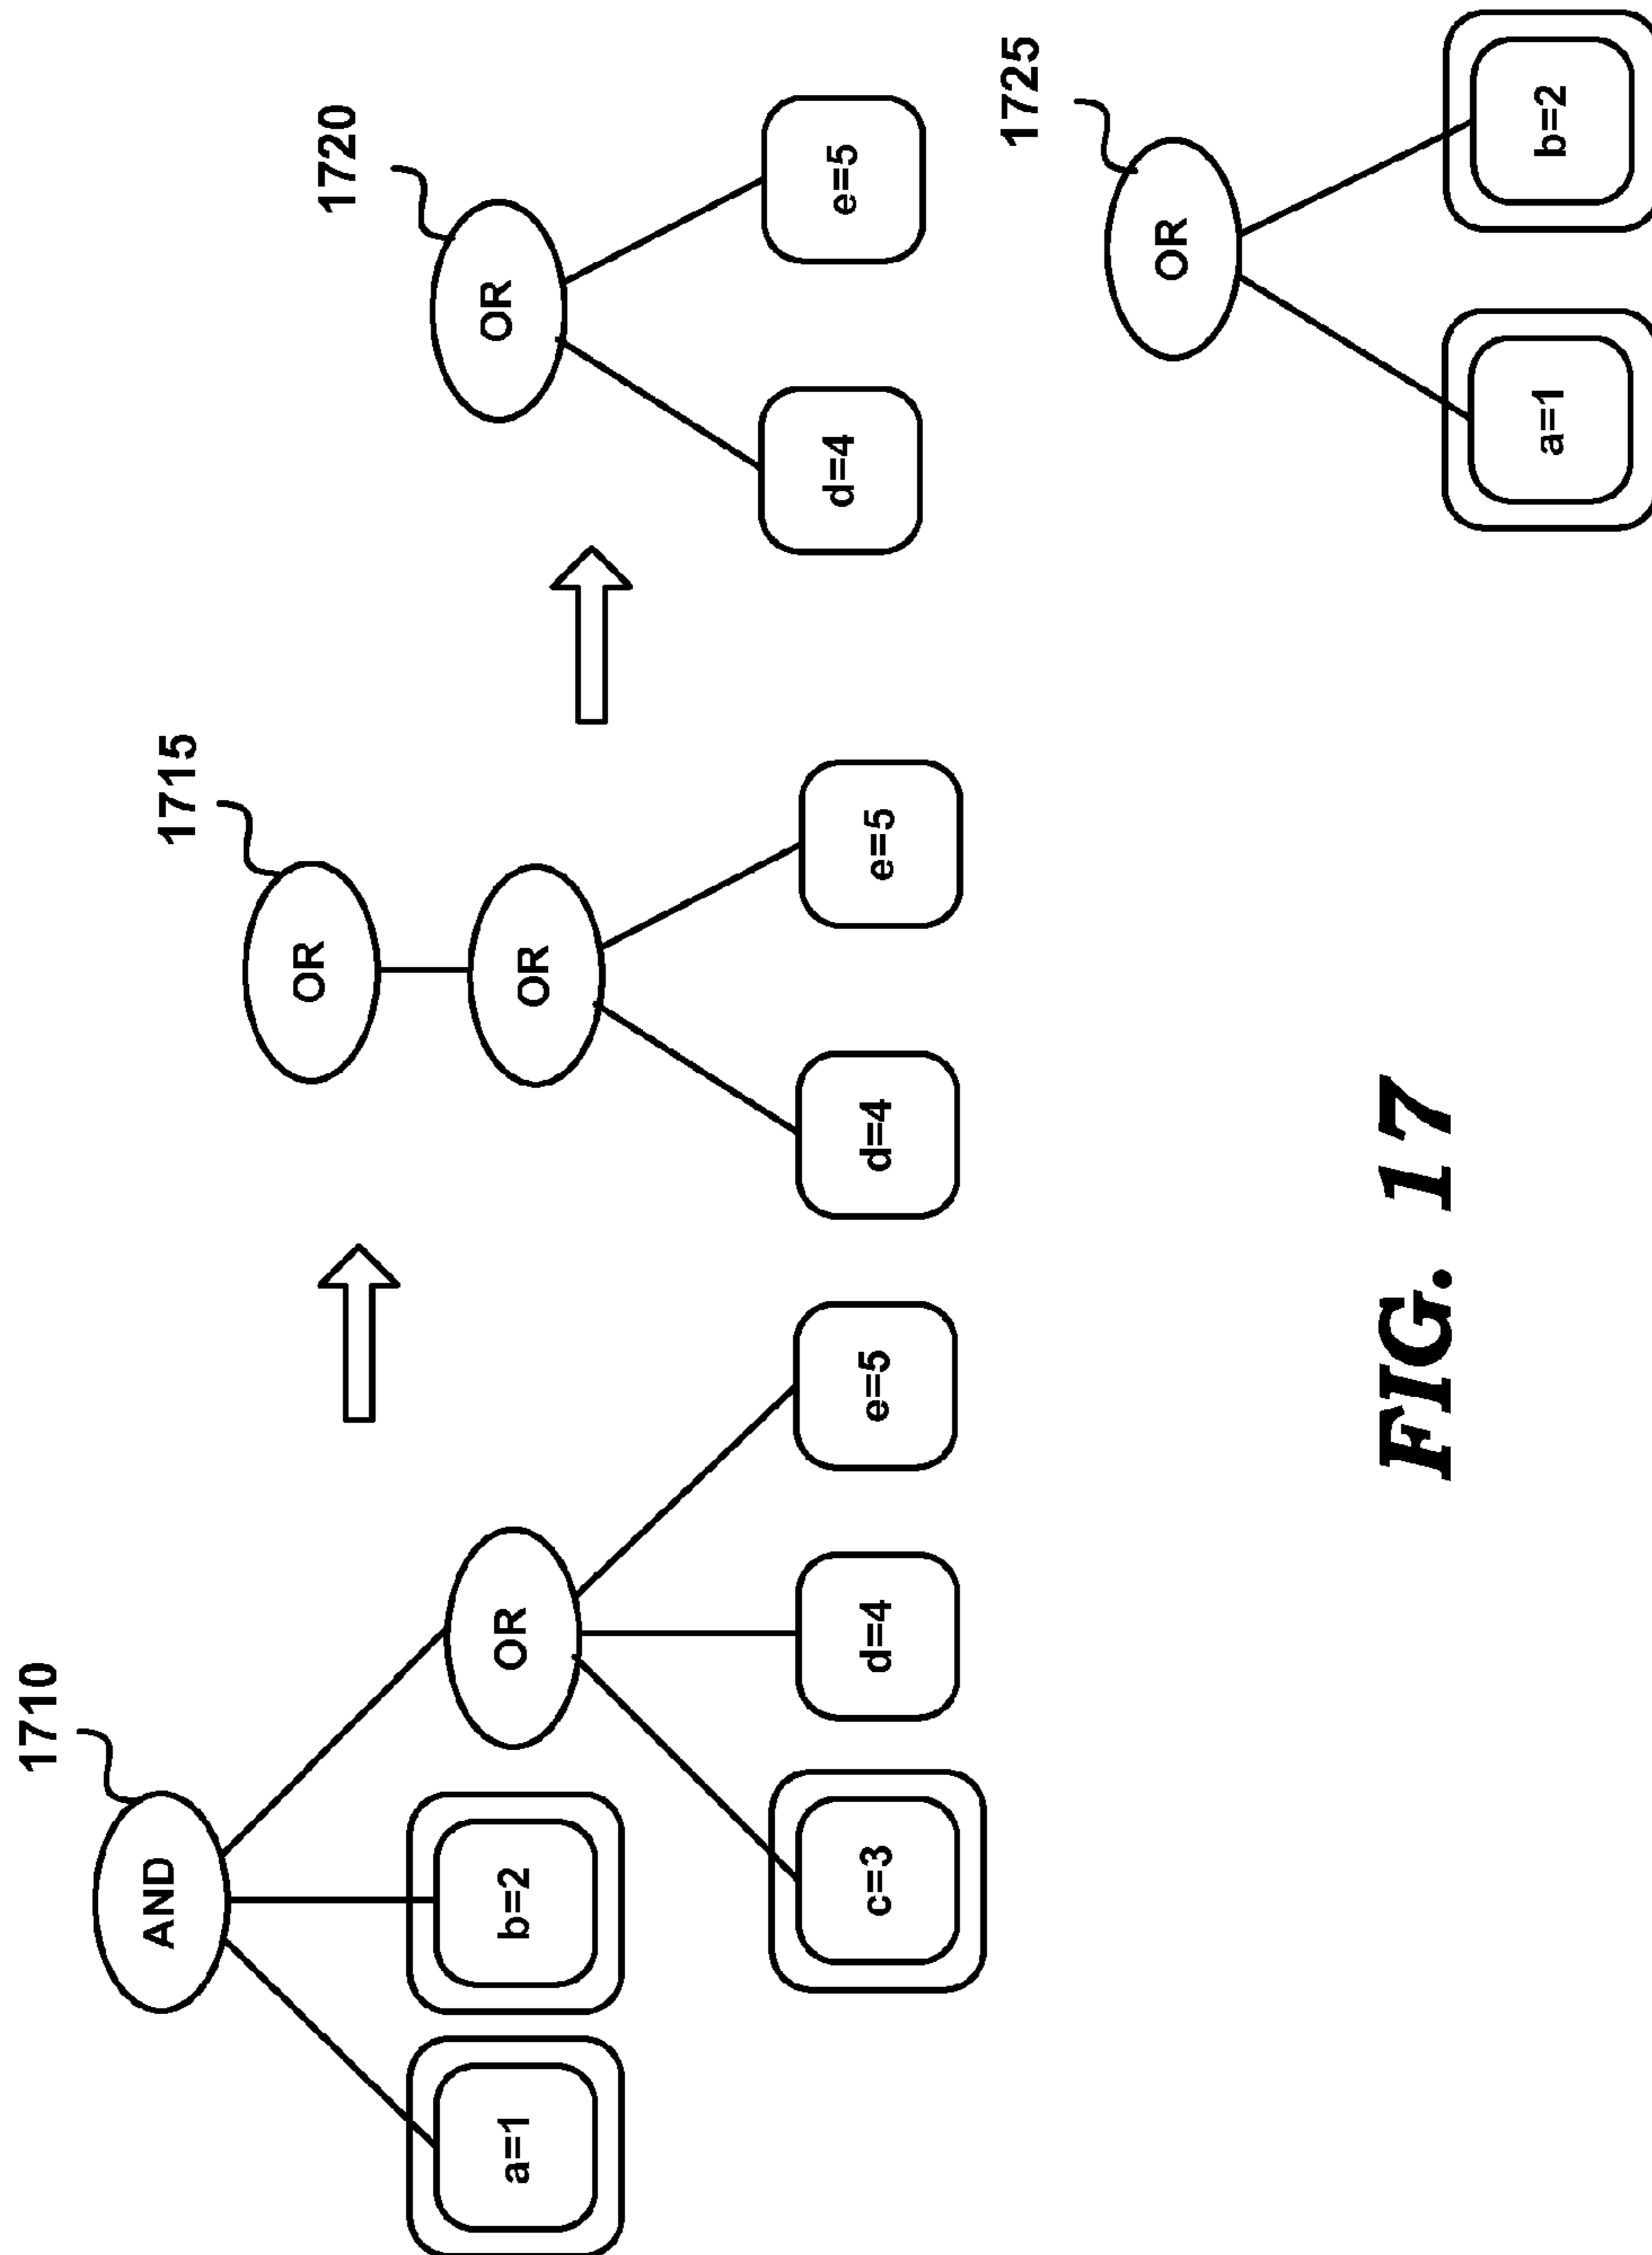 1710
AND
a=1
b=2
OR
c=3
d=4
e=5
1715
OR
OR
d=4
e=5
1720
OR
d=4
e=5
1725
OR
a=1
b=2
FIG. 17